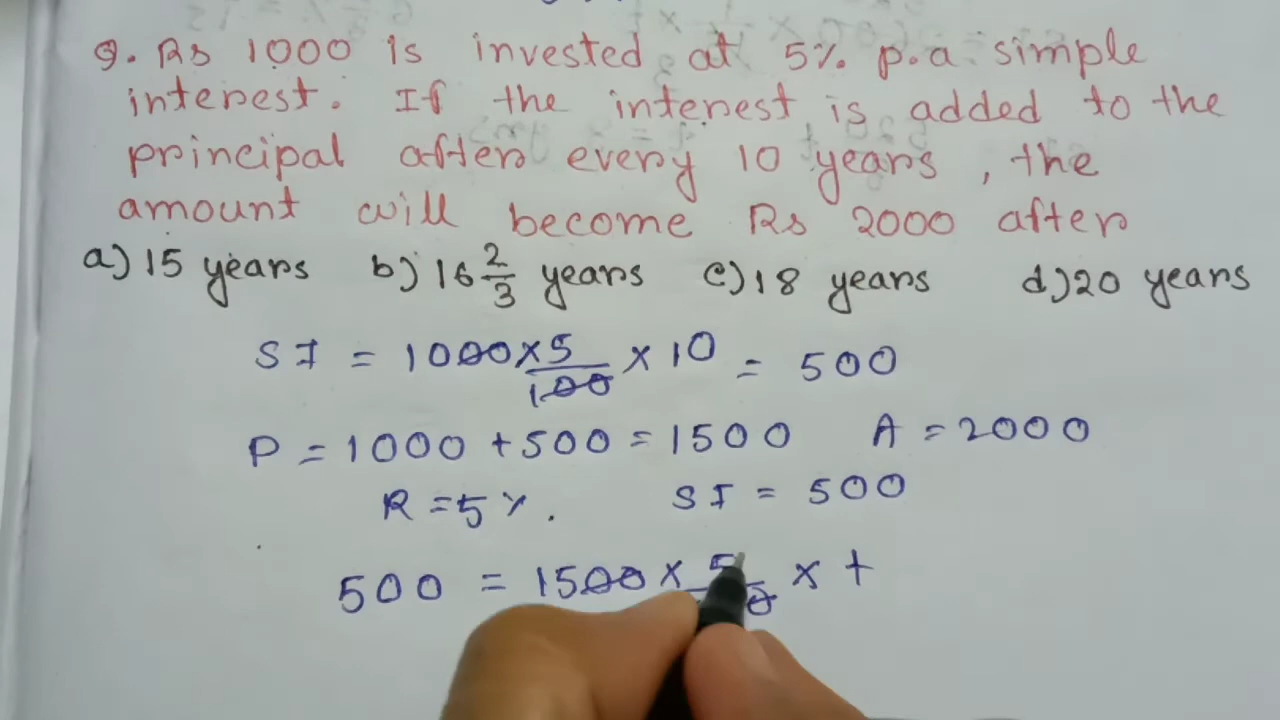 9. Rs 1000 is invested at 5% p.a simple
interest. If the interest is added to the
principal after every 10 years, the
amount will become Rs 2000 after
a) 15 years b) 16 2/3 years c) 18 years d) 20 years
SI = 1000 × 5/100 × 10 = 500
P = 1000 + 500 = 1500 A = 2000
R = 5%. SI = 500
500 = 1500 × 5 × t